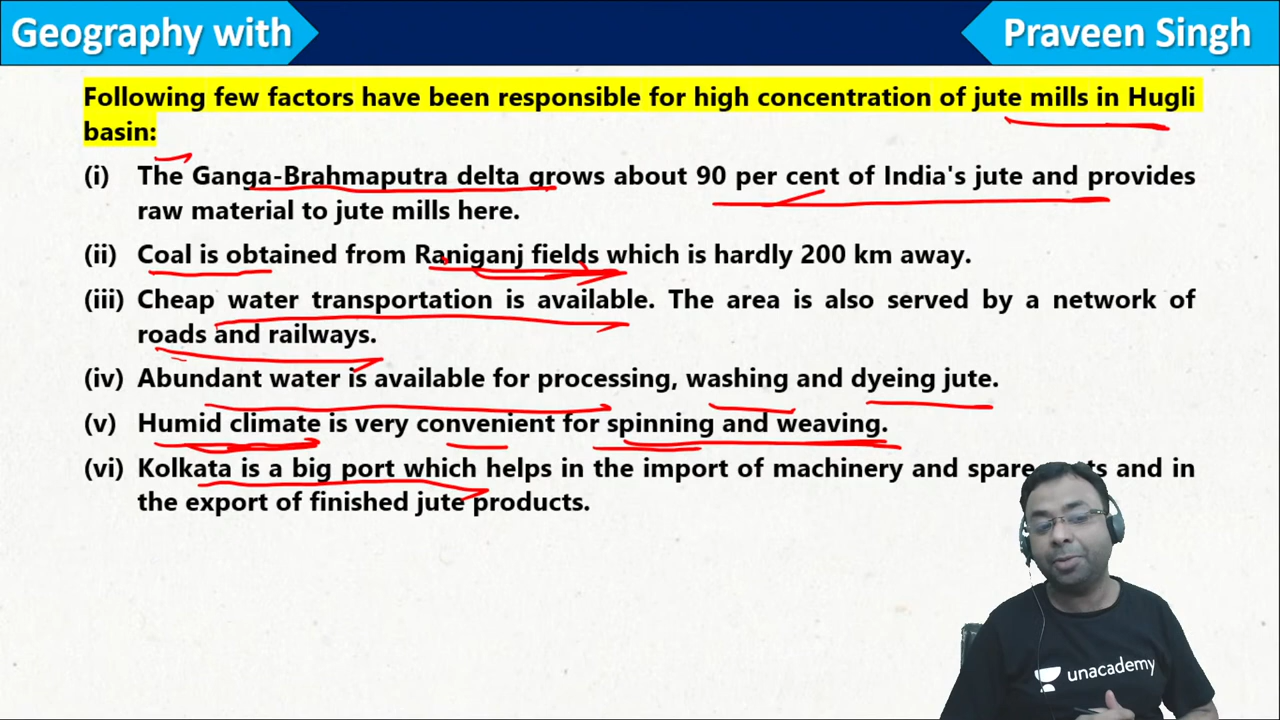 Geography with
Praveen Singh
Following few factors have been responsible for high concentration of jute mills in Hugli
basin:
(i) The Ganga-Brahmaputra delta grows about 90 per cent of India's jute and provides
raw material to jute mills here.
(ii) Coal is obtained from Raniganj fields which is hardly 200 km away.
(iii) Cheap water transportation is available. The area is also served by a network of
roads and railways.
(iv) Abundant water is available for processing, washing and dyeing jute.
(v) Humid climate is very convenient for spinning and weaving.
(vi) Kolkata is a big port which helps in the import of machinery and spare and in
the export of finished jute products.
unacademy